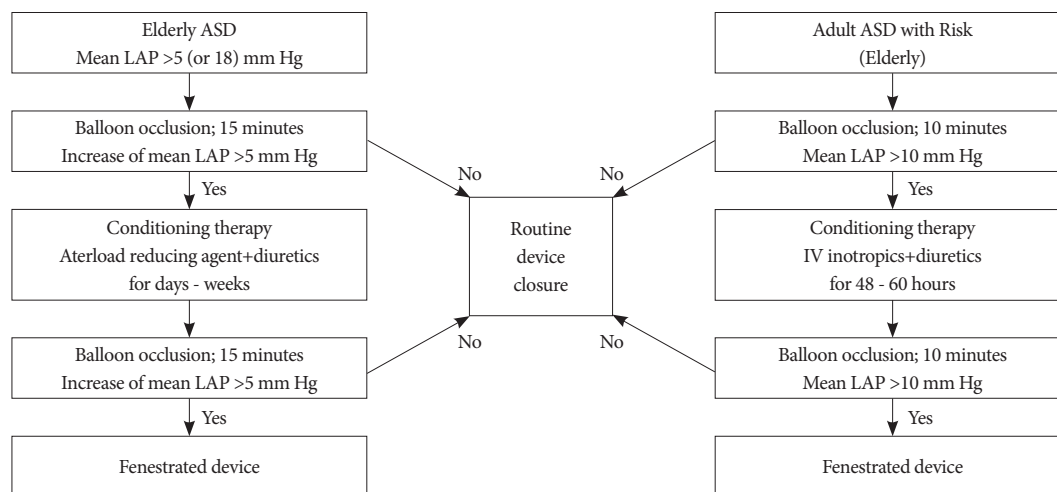 Elderly ASD
Mean LAP >5 (or 18) mm Hg
Balloon occlusion; 15 minutes
Increase of mean LAP >5 mm Hg
No
Yes
Conditioning therapy
Aterload reducing agent+diuretics
for days - weeks
Balloon occlusion; 15 minutes
Increase of mean LAP >5 mm Hg
No
Yes
Fenestrated device
Routine
device
closure
Adult ASD with Risk
(Elderly)
Balloon occlusion; 10 minutes
Mean LAP >10 mm Hg
No
Yes
Conditioning therapy
IV inotropics+diuretics
for 48 - 60 hours
Balloon occlusion; 10 minutes
Mean LAP >10 mm Hg
No
Yes
Fenestrated device